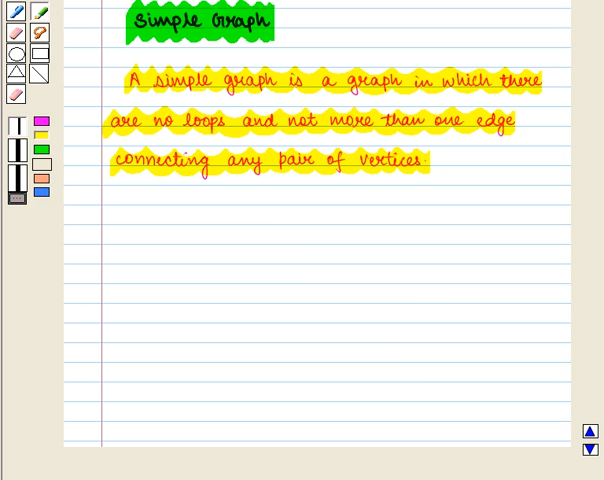 Simple Graph
A simple graph is a graph in which there
are no loops and not more than one edge
connecting any pair of vertices.